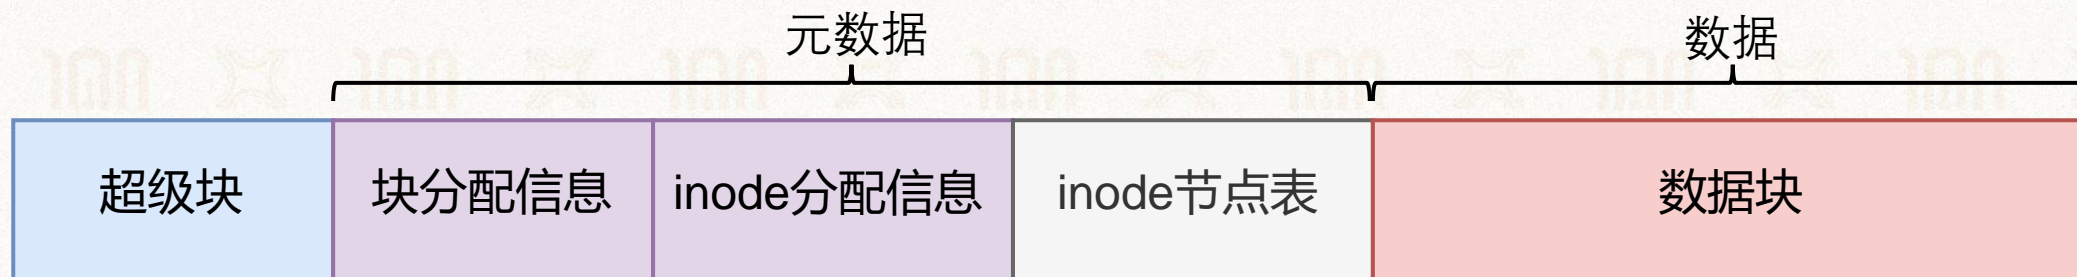 元数据
数据
超级块
块分配信息
inode分配信息
inode节点表
数据块